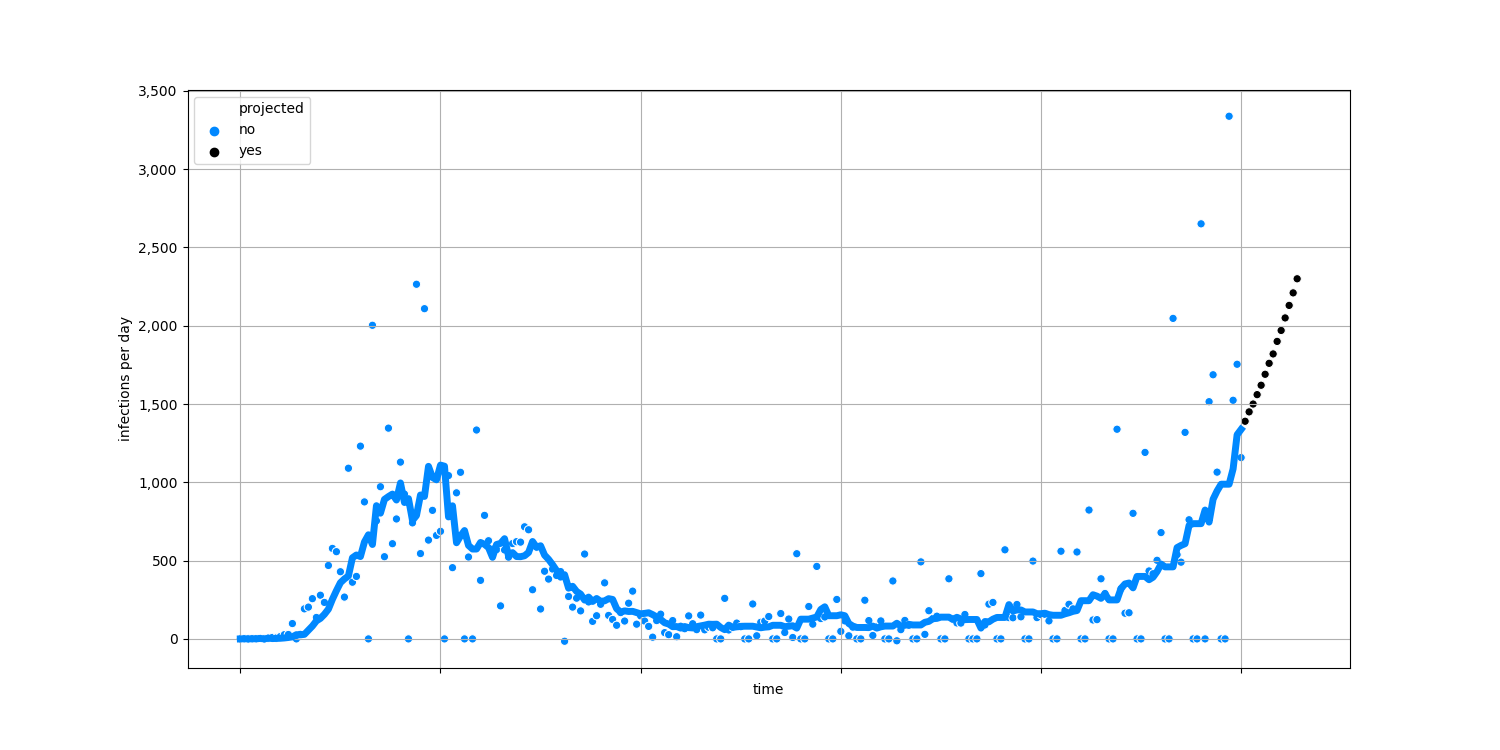 3,500
projected
no
yes
3,000
2,500
2,000
1,500
1,000
500
0
infections per day
time